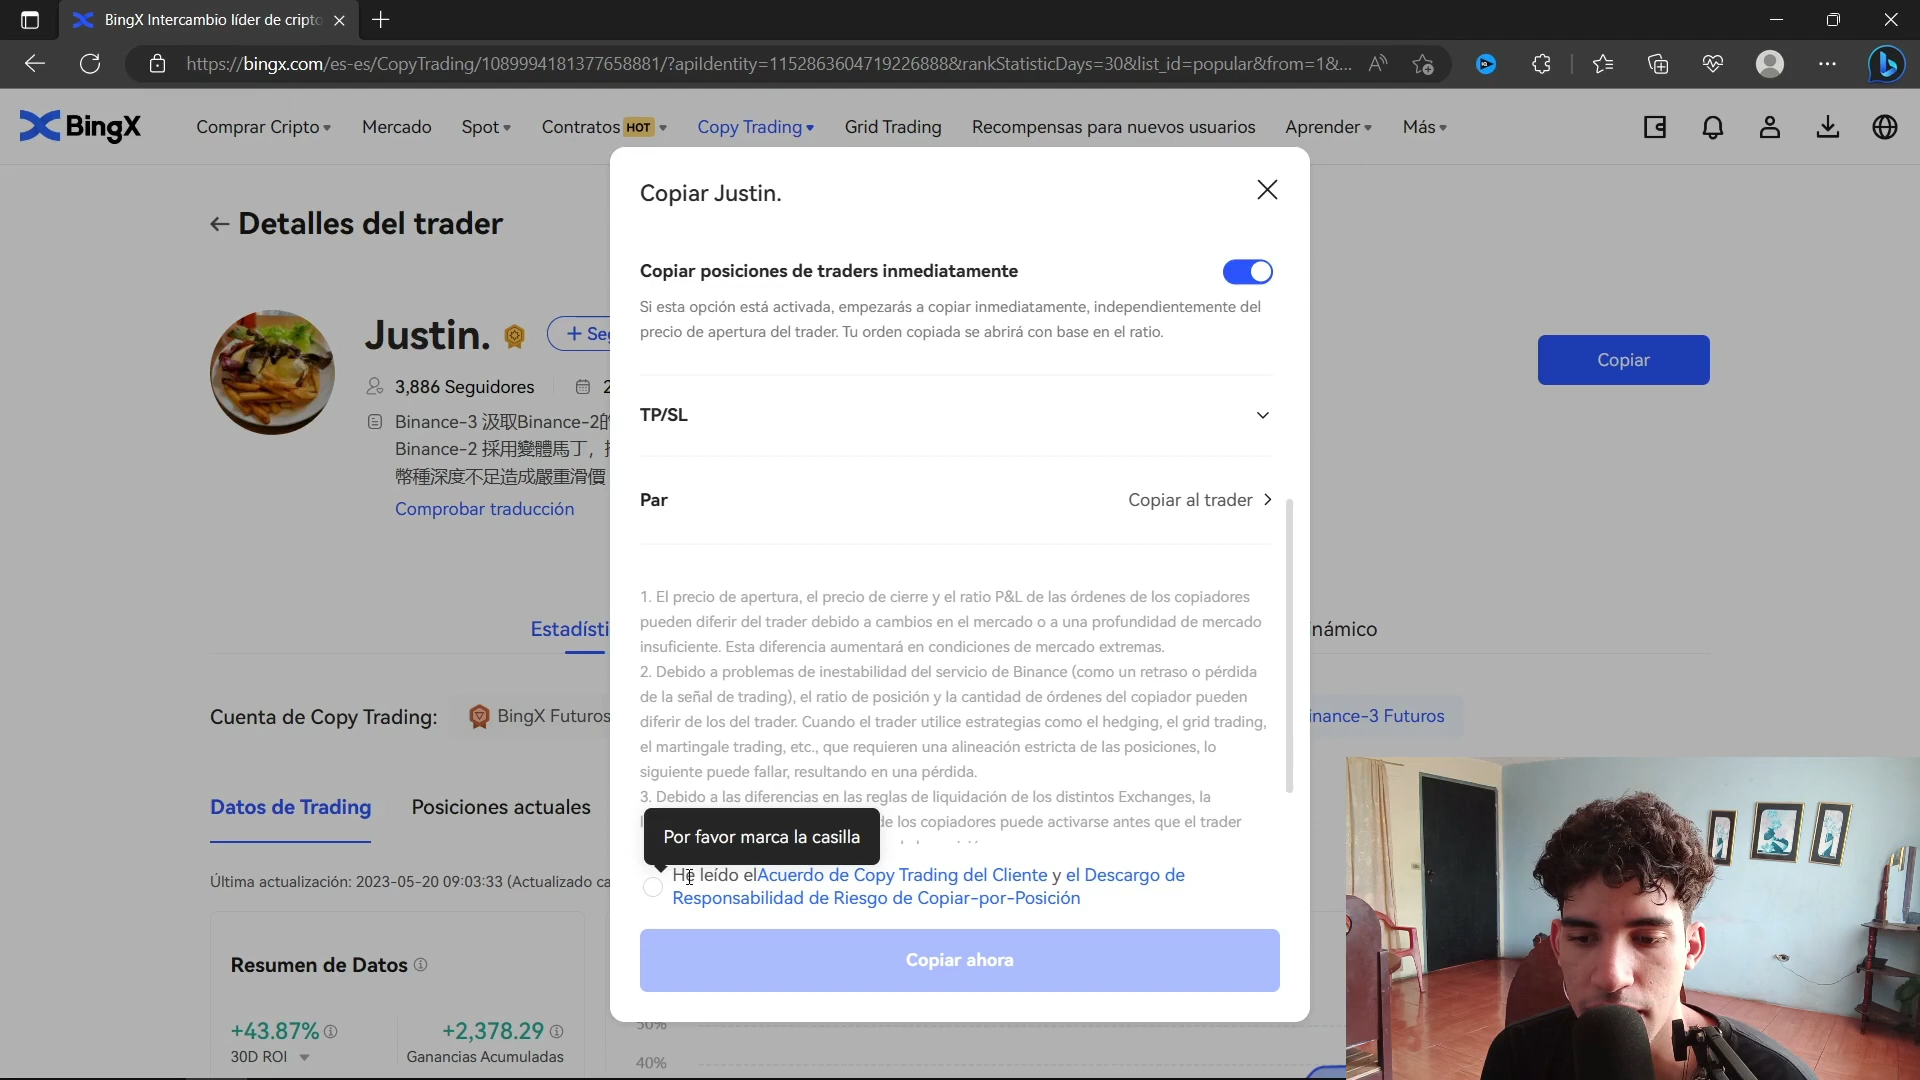 BingX Intercambio líder de cripto
https://bingx.com/es-es/CopyTrading/1089994181377658881/?apiIdentity=1152863604719226888&rankStatisticDays=30&list_id=popular&from=1&...
BingX
Comprar Cripto
Mercado
Spot
Contratos HOT
Copy Trading
Grid Trading
Recompensas para nuevos usuarios
Aprender
Más
Detalles del trader
Justin.
+ Seg
3,886 Seguidores
2
Binance-3 汲取Binance-2的
Binance-2 採用變體馬丁，
幣種深度不足造成嚴重滑價
Comprobar traducción
Copiar
Copiar Justin.
Copiar posiciones de traders inmediatamente
Si esta opción está activada, empezarás a copiar inmediatamente, independientemente del
precio de apertura del trader. Tu orden copiada se abrirá con base en el ratio.
TP/SL
Par
Copiar al trader
1. El precio de apertura, el precio de cierre y el ratio P&L de las órdenes de los copiadores
pueden diferir del trader debido a cambios en el mercado o a una profundidad de mercado
insuficiente. Esta diferencia aumentará en condiciones de mercado extremas.
2. Debido a problemas de inestabilidad del servicio de Binance (como un retraso o pérdida
de la señal de trading), el ratio de posición y la cantidad de órdenes del copiador pueden
diferir de los del trader. Cuando el trader utilice estrategias como el hedging, el grid trading,
el martingale trading, etc., que requieren una alineación estricta de las posiciones, lo
siguiente puede fallar, resultando en una pérdida.
3. Debido a las diferencias en las reglas de liquidación de los distintos Exchanges, la
de los copiadores puede activarse antes que el trader
Por favor marca la casilla
He leído elAcuerdo de Copy Trading del Cliente y el Descargo de
Responsabilidad de Riesgo de Copiar-por-Posición
Copiar ahora
Estadísti
inámico
Cuenta de Copy Trading:
BingX Futuros
inance-3 Futuros
Datos de Trading
Posiciones actuales
Última actualización: 2023-05-20 09:03:33 (Actualizado ca
Resumen de Datos
+43.87%
30D ROI
+2,378.29
Ganancias Acumuladas
50%
40%